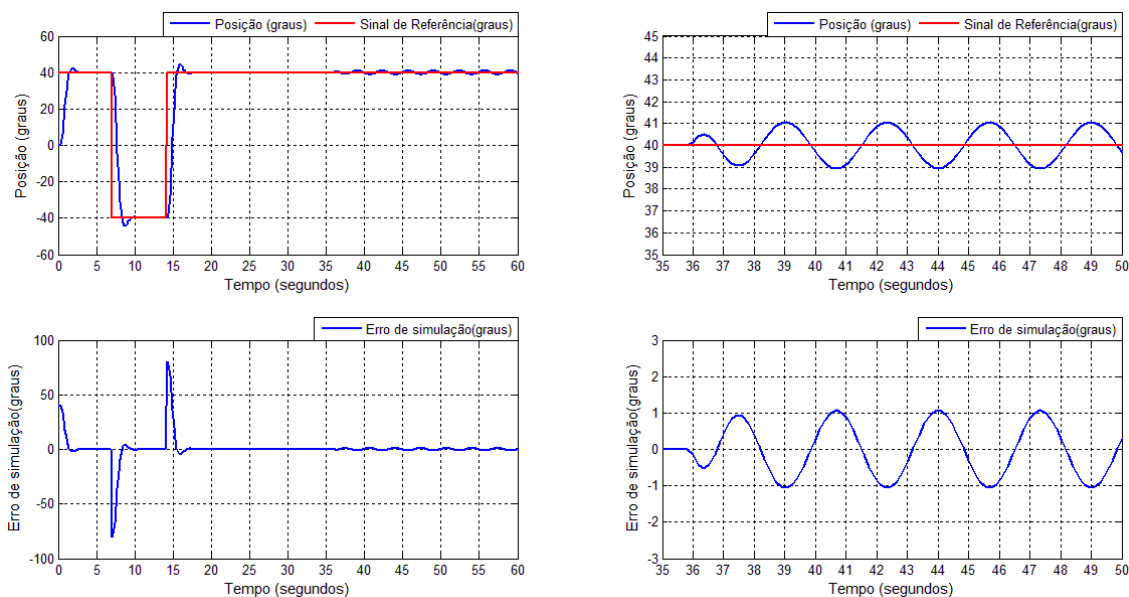 Posição (graus) Sinal de Referência(graus)
60
40
20
0
-20
-40
-60
Posição (graus)
0 5 10 15 20 25 30 35 40 45 50 55 60
Tempo (segundos)
Posição (graus) Sinal de Referência(graus)
45
44
43
42
41
40
39
38
37
36
35
Posição (graus)
35 36 37 38 39 40 41 42 43 44 45 46 47 48 49 50
Tempo (segundos)
Erro de simulação(graus)
100
50
0
-50
-100
Erro de simulação(graus)
0 5 10 15 20 25 30 35 40 45 50 55 60
Tempo (segundos)
Erro de simulação(graus)
3
2
1
0
-1
-2
-3
Erro de simulação(graus)
35 36 37 38 39 40 41 42 43 44 45 46 47 48 49 50
Tempo (segundos)